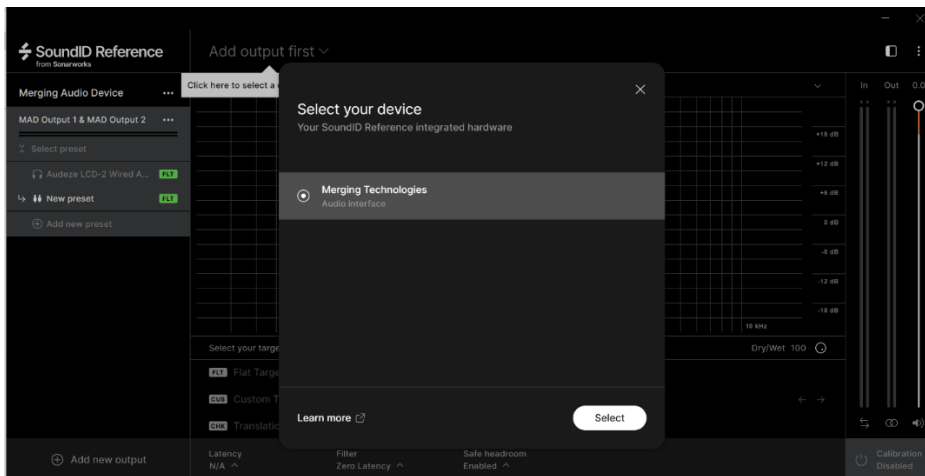 SoundID Reference
from Sonarworks
Add output first
Click here to select a
Merging Audio Device
MAD Output 1 & MAD Output 2
Select preset
Audeze LCD-2 Wired A...
FLT
New preset
FLT
Add new preset
Add new output
Select your device
Your SoundID Reference integrated hardware
Merging Technologies
Audio interface
Learn more
Select
+18 dB
+12 dB
+6 dB
0 dB
-6 dB
-12 dB
-18 dB
10 kHz
Select your targe
Dry/Wet 100
FLT Flat Targe
CUS Custom T
CHK Translatic
Latency
N/A
Filter
Zero Latency
Safe headroom
Enabled
In Out 0.0
Calibration
Disabled